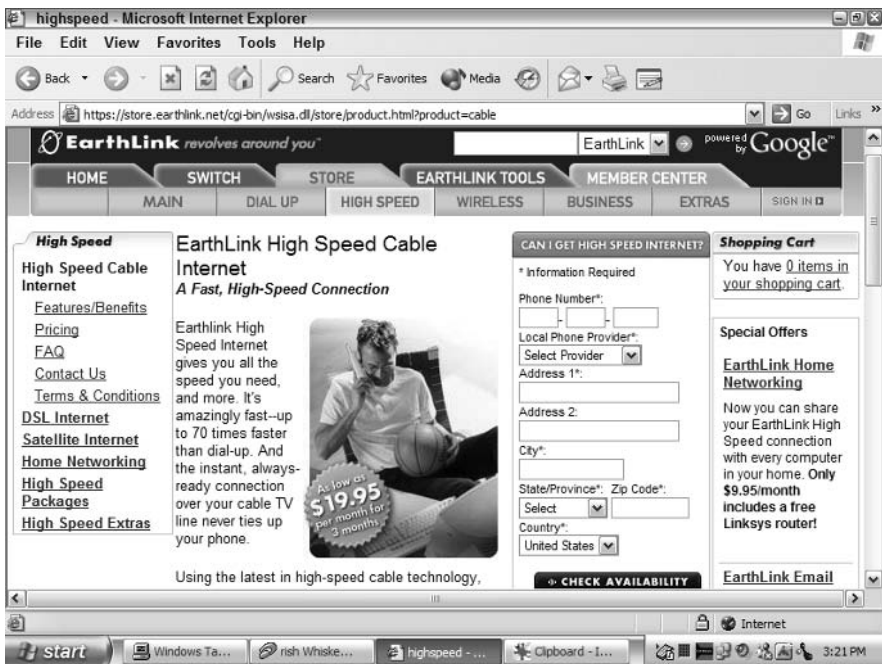 highspeed - Microsoft Internet Explorer
File Edit View Favorites Tools Help
Back Search Favorites Media
Address https://store.earthlink.net/cgi-bin/wsisa.dll/store/product.html?product=cable Go Links »
EarthLink revolves around you™ EarthLink powered by Google™
HOME SWITCH STORE EARTHLINK TOOLS MEMBER CENTER
MAIN DIAL UP HIGH SPEED WIRELESS BUSINESS EXTRAS SIGN IN
High Speed
High Speed Cable
Internet
Features/Benefits
Pricing
FAQ
Contact Us
Terms & Conditions
DSL Internet
Satellite Internet
Home Networking
High Speed
Packages
High Speed Extras
EarthLink High Speed Cable
Internet
A Fast, High-Speed Connection
Earthlink High
Speed Internet
gives you all the
speed you need,
and more. It's
amazingly fast--up
to 70 times faster
than dial-up. And
the instant, always-
ready connection
over your cable TV
line never ties up
your phone.
As low as
$19.95
per month for
3 months
Using the latest in high-speed cable technology,
CAN I GET HIGH SPEED INTERNET?
* Information Required
Phone Number*:
- -
Local Phone Provider*:
Select Provider
Address 1*:
Address 2:
City*:
State/Province*: Zip Code*:
Select
Country*:
United States
CHECK AVAILABILITY
Shopping Cart
You have 0 items in
your shopping cart.
Special Offers
EarthLink Home
Networking
Now you can share
your EarthLink High
Speed connection
with every computer
in your home. Only
$9.95/month
includes a free
Linksys router!
EarthLink Email
Internet
start Windows Ta... rish Whiske... highspeed - ... Clipboard - I... 3:21 PM